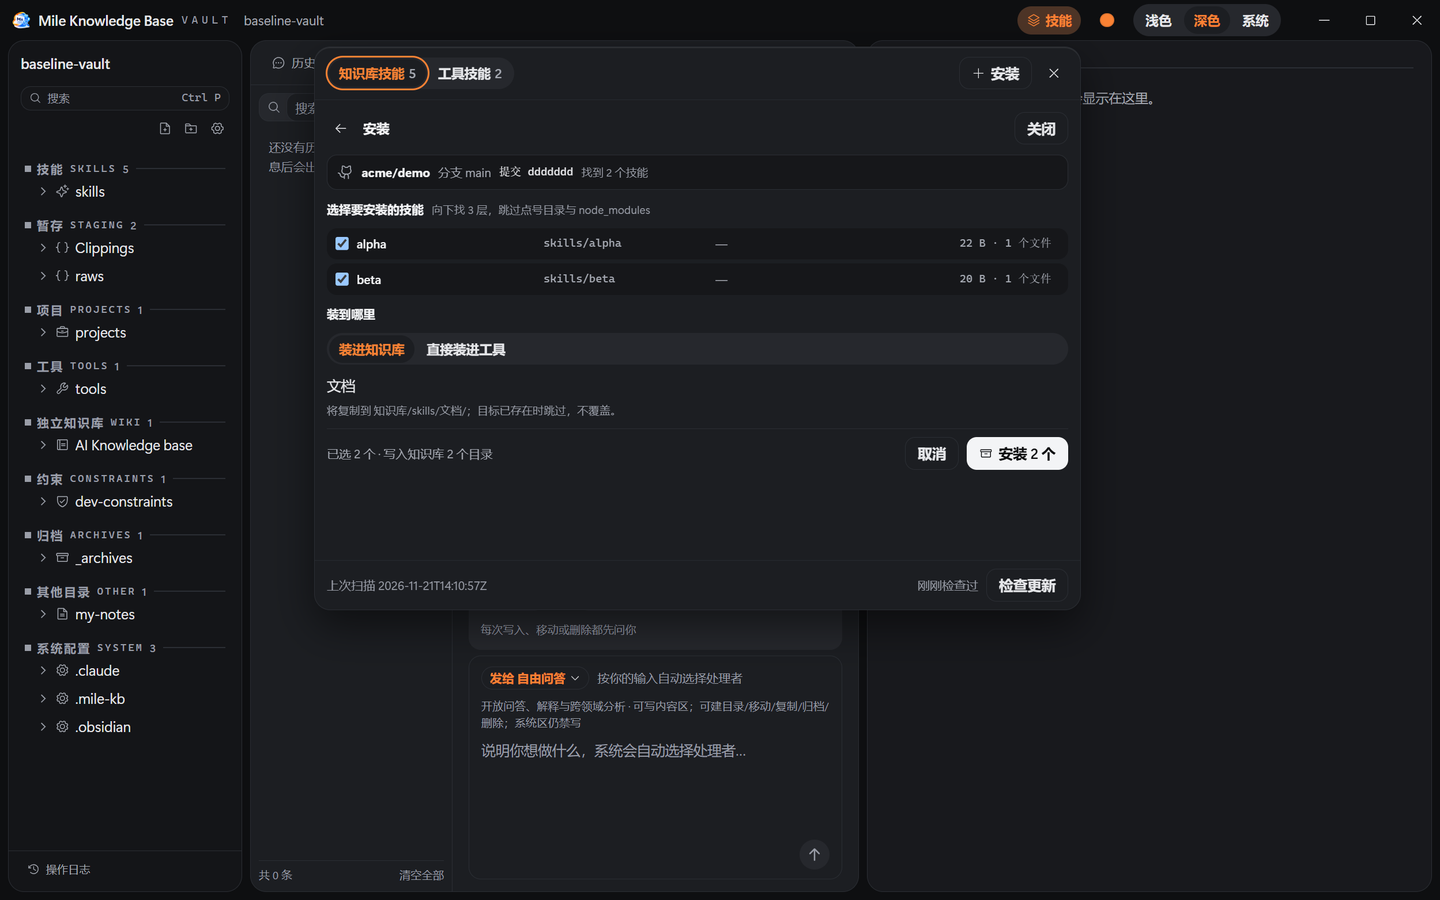 Mile Knowledge Base VAULT baseline-vault
技能
浅色 深色 系统
baseline-vault
搜索 Ctrl P
技能 SKILLS 5
skills
暂存 STAGING 2
Clippings
raws
项目 PROJECTS 1
projects
工具 TOOLS 1
tools
独立知识库 WIKI 1
AI Knowledge base
约束 CONSTRAINTS 1
dev-constraints
归档 ARCHIVES 1
_archives
其他目录 OTHER 1
my-notes
系统配置 SYSTEM 3
.claude
.mile-kb
.obsidian
操作日志
历史
搜索
还没有历
息后会出
共 0 条 清空全部
知识库技能 5 工具技能 2
安装
安装
关闭
acme/demo 分支 main 提交 ddddddd 找到 2 个技能
选择要安装的技能 向下找 3 层，跳过点号目录与 node_modules
alpha skills/alpha — 22 B · 1 个文件
beta skills/beta — 20 B · 1 个文件
装到哪里
装进知识库 直接装进工具
文档
将复制到 知识库/skills/文档/；目标已存在时跳过，不覆盖。
已选 2 个 · 写入知识库 2 个目录
取消 安装 2 个
上次扫描 2026-11-21T14:10:57Z
刚刚检查过 检查更新
每次写入、移动或删除都先问你
发给 自由问答 按你的输入自动选择处理者
开放问答、解释与跨领域分析 · 可写内容区；可建目录/移动/复制/归档/
删除；系统区仍禁写
说明你想做什么，系统会自动选择处理者...
显示在这里。